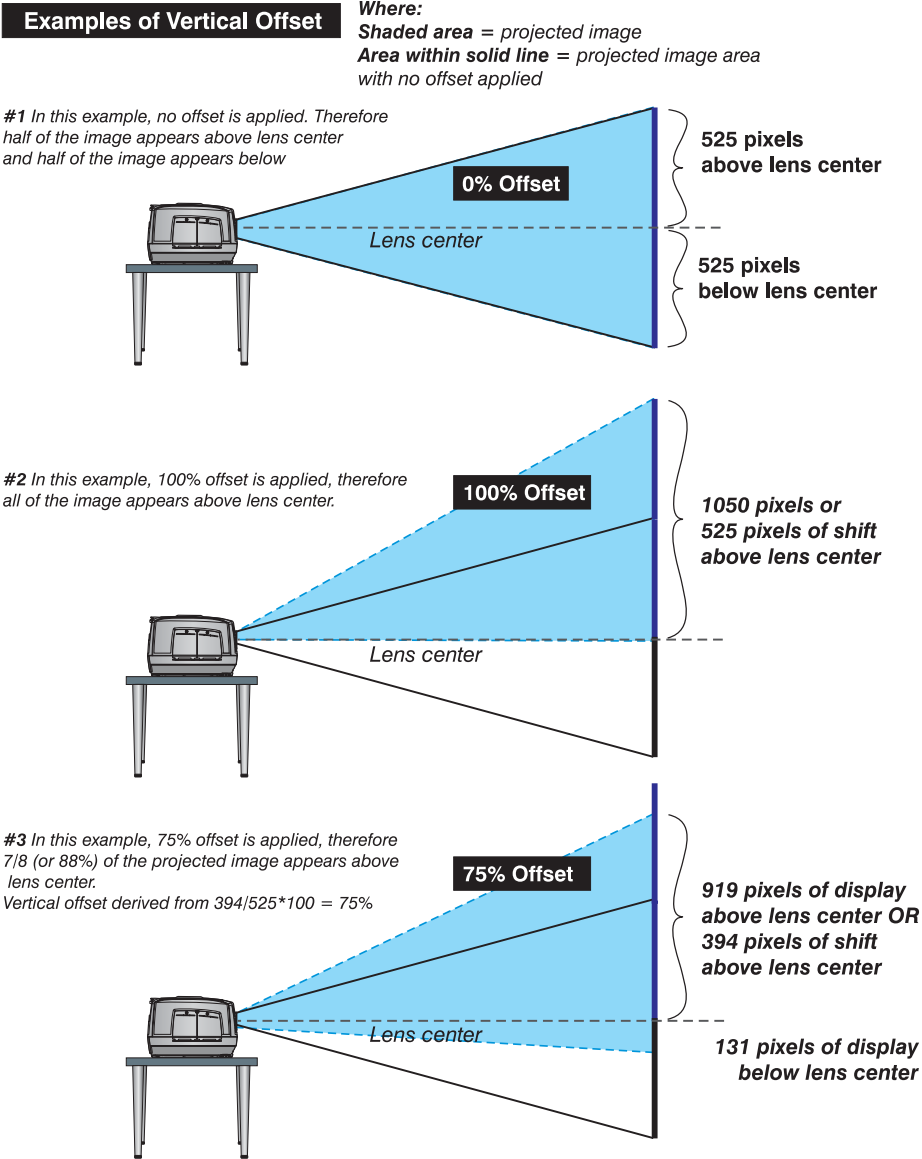 Examples of Vertical Offset
Where:
Shaded area = projected image
Area within solid line = projected image area
with no offset applied
#1 In this example, no offset is applied. Therefore
half of the image appears above lens center
and half of the image appears below
0% Offset
Lens center
525 pixels
above lens center
525 pixels
below lens center
#2 In this example, 100% offset is applied, therefore
all of the image appears above lens center.
100% Offset
Lens center
1050 pixels or
525 pixels of shift
above lens center
#3 In this example, 75% offset is applied, therefore
7/8 (or 88%) of the projected image appears above
lens center.
Vertical offset derived from 394/525*100 = 75%
75% Offset
Lens center
919 pixels of display
above lens center OR
394 pixels of shift
above lens center
131 pixels of display
below lens center